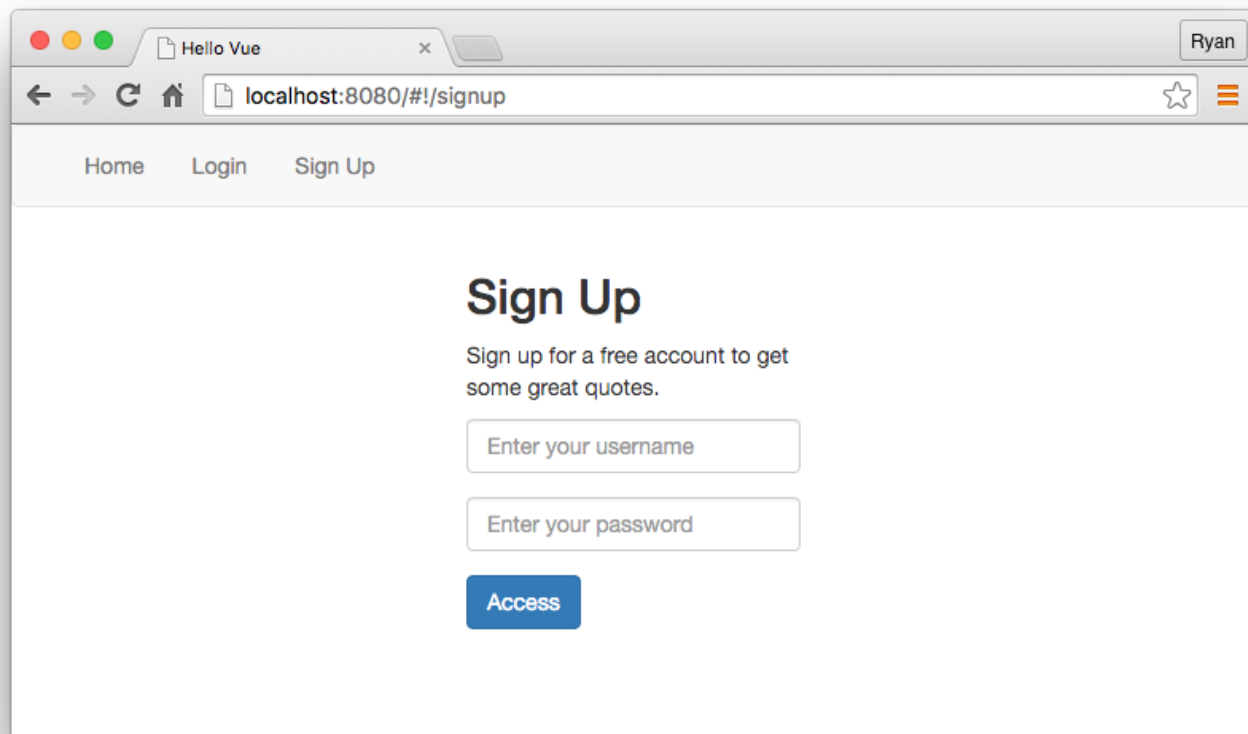 Hello Vue
Ryan
localhost:8080/#!/signup
Home Login Sign Up
Sign Up
Sign up for a free account to get
some great quotes.
Enter your username
Enter your password
Access